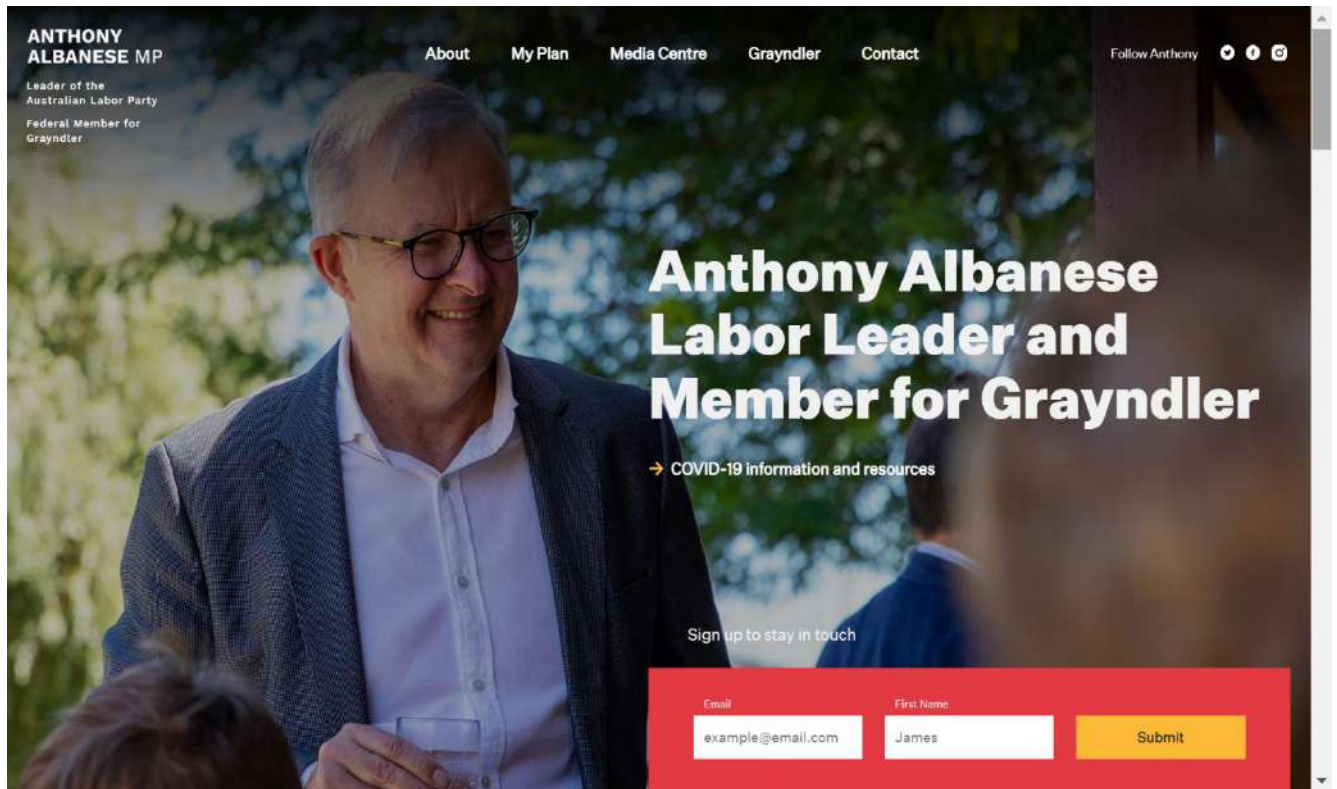 ANTHONY
ALBANESE MP
Leader of the
Australian Labor Party
Federal Member for
Grayndler
About My Plan Media Centre Grayndler Contact
Follow Anthony
Anthony Albanese
Labor Leader and
Member for Grayndler
→ COVID-19 information and resources
Sign up to stay in touch
Email First Name
example@email.com James Submit